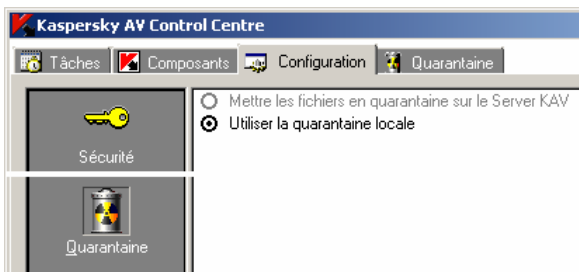 Kaspersky AV Control Centre
Tâches Composants Configuration Quarantaine
Mettre les fichiers en quarantaine sur le Server KAV
Utiliser la quarantaine locale
Sécurité
Quarantaine